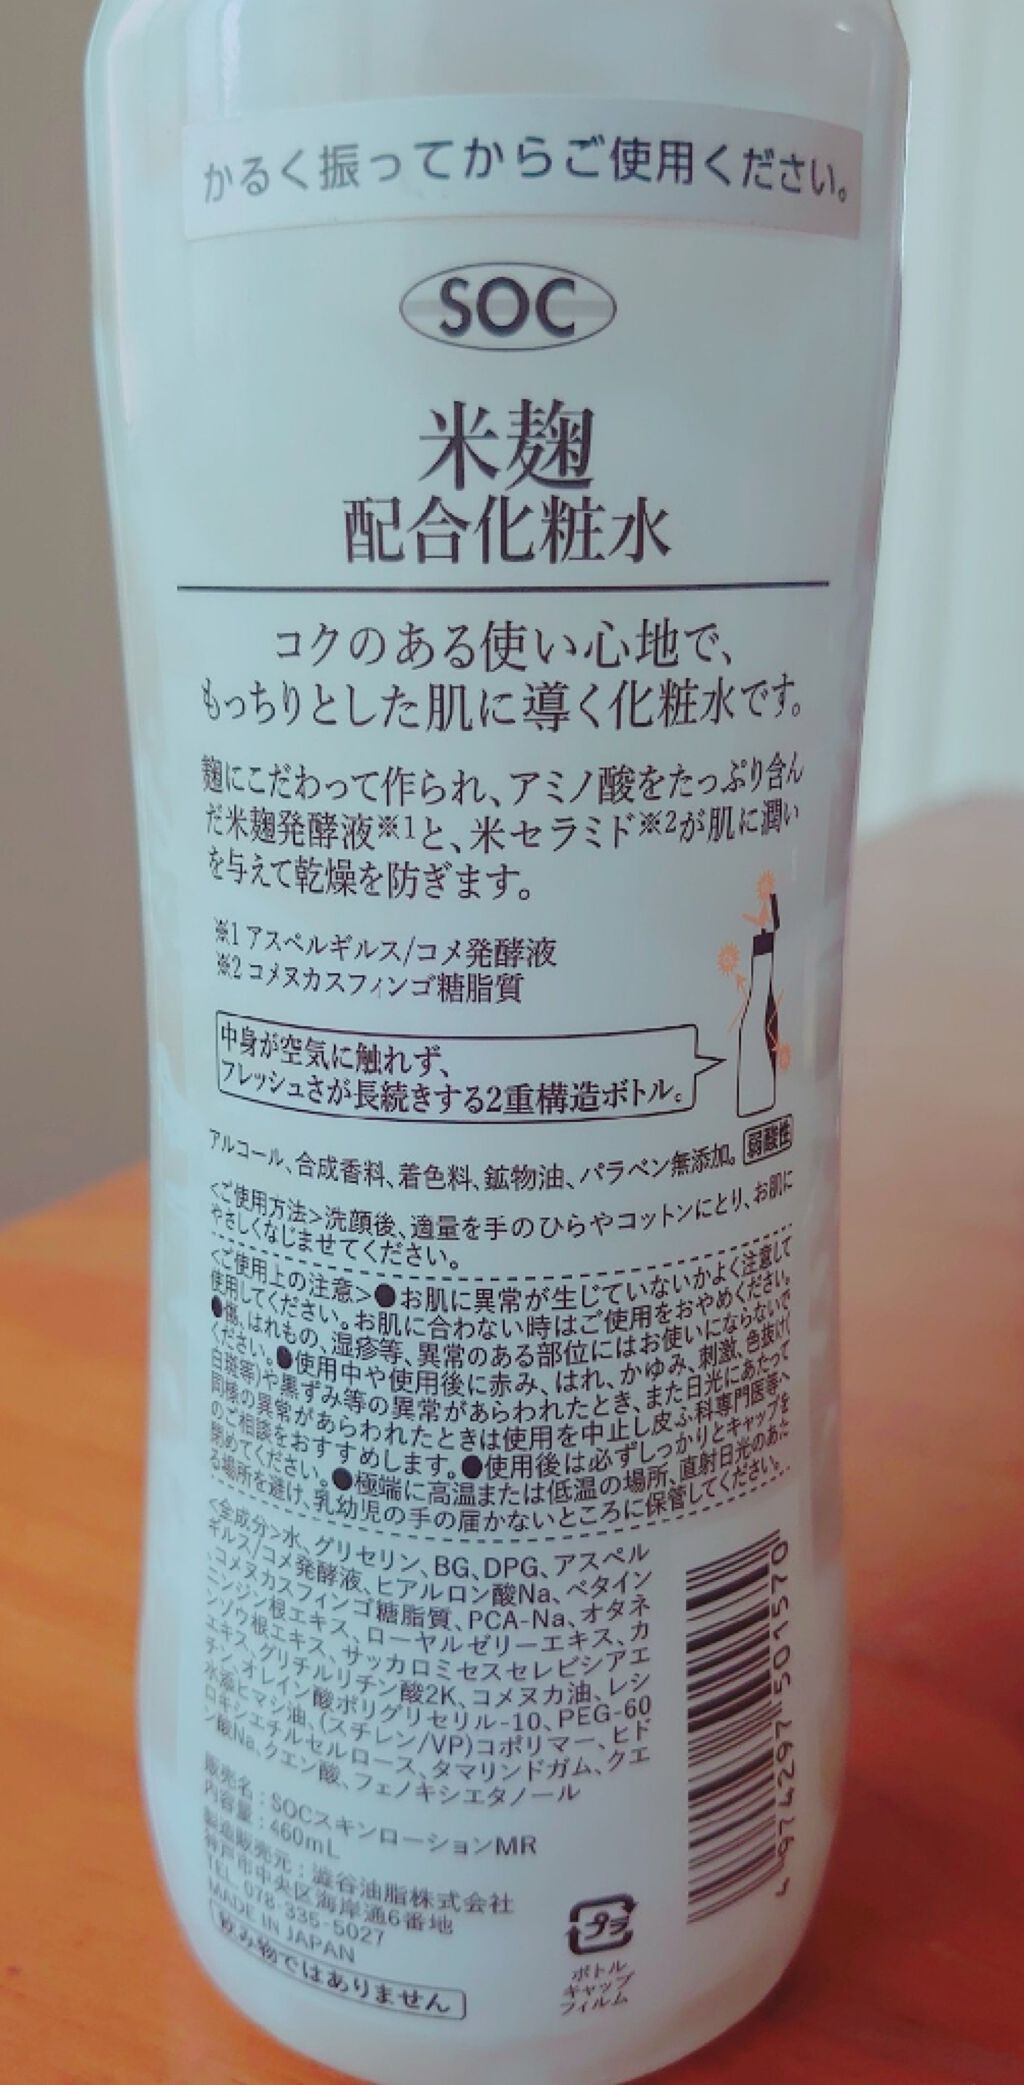 かるく振ってからご使用ください。
SOC
米麹
配合化粧水
コクのある使い心地で、
もっちりとした肌に導く化粧水です。
麹にこだわって作られ、アミノ酸をたっぷり含ん
だ米麹発酵液※1と、米セラミド※2が肌に潤い
を与えて乾燥を防ぎます。
※1 アスペルギルス/コメ発酵液
※2 コメヌカスフィンゴ糖脂質
中身が空気に触れず、
フレッシュさが長続きする2重構造ボトル。
アルコール、合成香料、着色料、鉱物油、パラベン無添加。 弱酸性
<ご使用方法>洗顔後、適量を手のひらやコットンにとり、お肌に
やさしくなじませてください。
<ご使用上の注意>●お肌に異常が生じていないかよく注意して
使用してください。お肌に合わない時はご使用をおやめください。
●傷、はれもの、湿疹等、異常のある部位にはお使いにならないで
ください。●使用中や使用後に赤み、はれ、かゆみ、刺激、色抜け(
白斑等)や黒ずみ等の異常があらわれたとき、また日光にあたって
同様の異常があらわれたときは使用を中止し皮ふ科専門医等へ
のご相談をおすすめします。●使用後は必ずしっかりとキャップを
閉めてください。●極端に高温または低温の場所、直射日光のあた
る場所を避け、乳幼児の手の届かないところに保管してください。
<全成分>水、グリセリン、BG、DPG、アスペル
ギルス/コメ発酵液、ヒアルロン酸Na、ベタイン
、コメヌカスフィンゴ糖脂質、PCA-Na、オタネ
ニンジン根エキス、ローヤルゼリーエキス、カ
ンゾウ根エキス、サッカロミセスセレビシアエ
エキス、グリチルリチン酸2K、コメヌカ油、レシ
チン、オレイン酸ポリグリセリル-10、PEG-60
水添ヒマシ油、(スチレン/VP)コポリマー、ヒド
ロキシエチルセルロース、タマリンドガム、クエ
ン酸Na、クエン酸、フェノキシエタノール
販売名：SOCスキンローションMR
内容量：460mL
製造販売元：澁谷油脂株式会社
神戸市中央区海岸通6番地
TEL 078-335-5027
MADE IN JAPAN
飲み物ではありません
プラ
ボトル
キャップ
フィルム
4 974297 501570